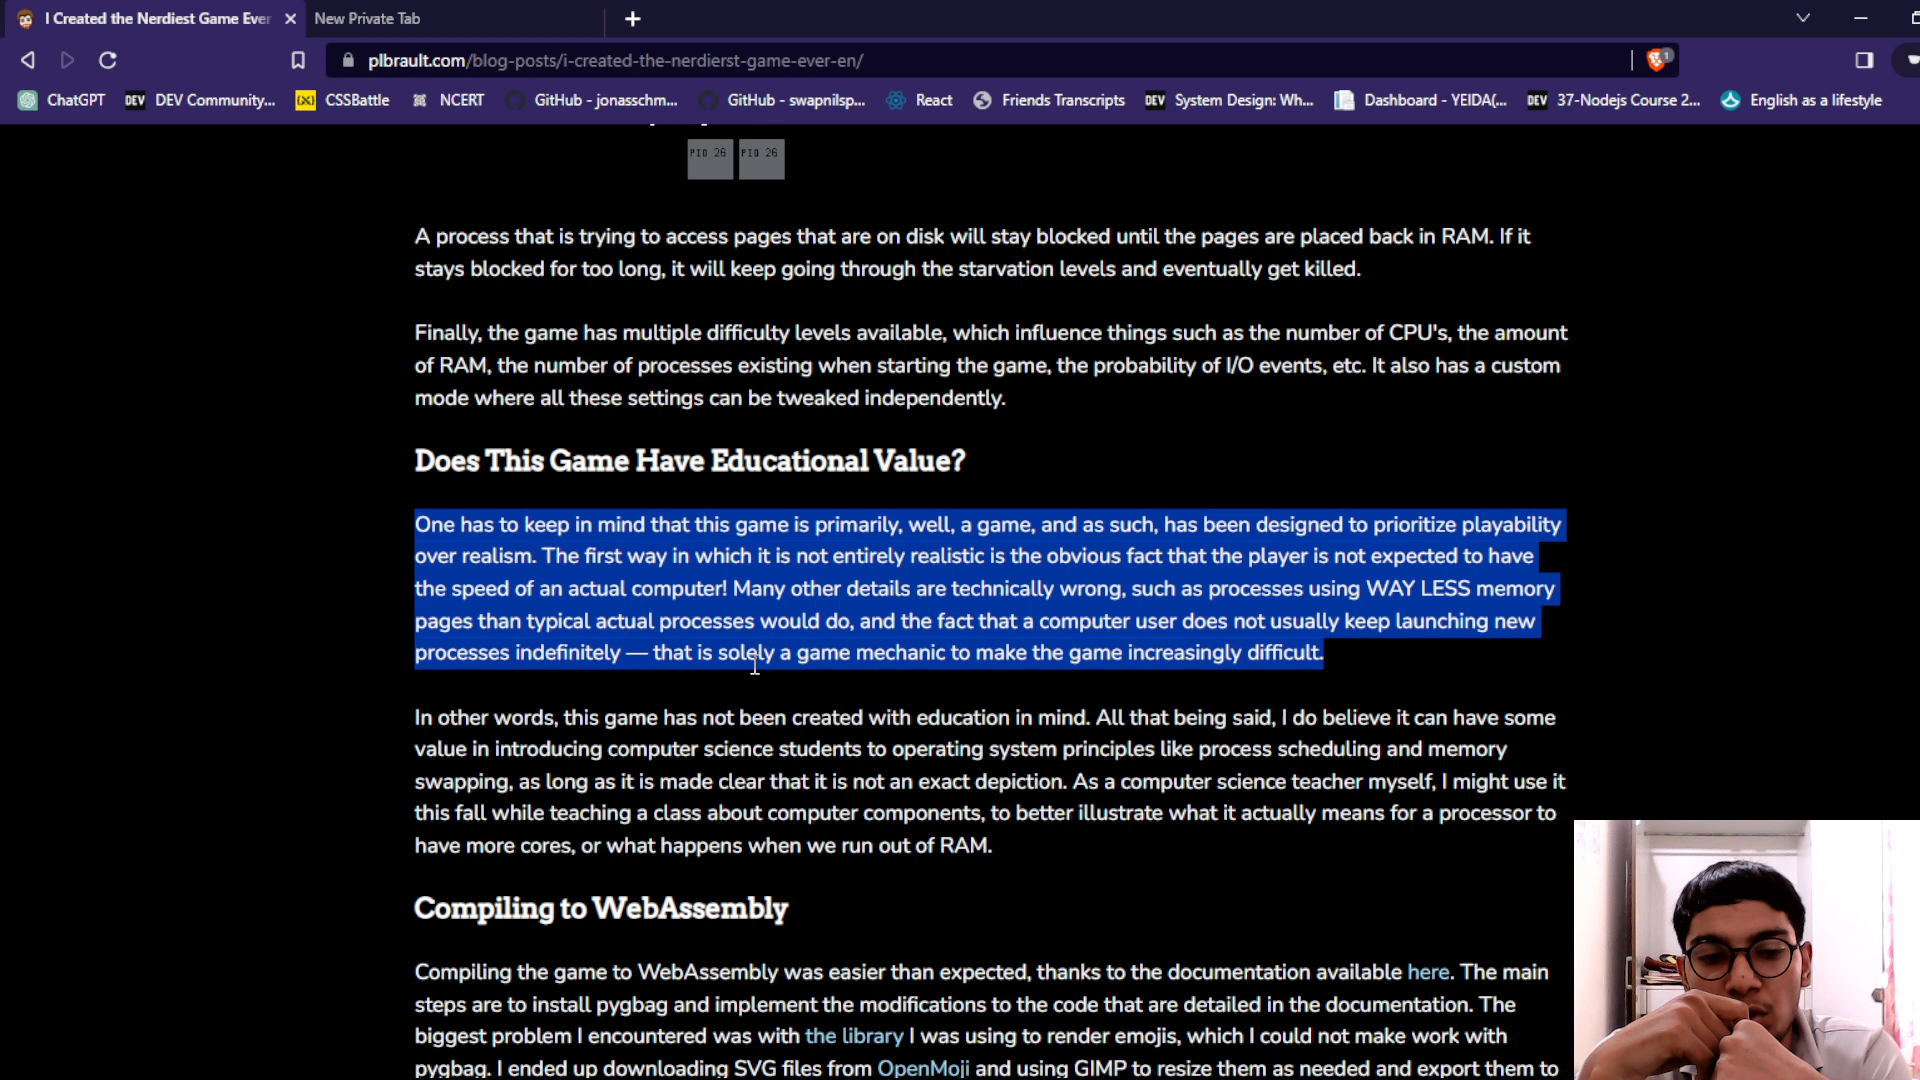 I Created the Nerdiest Game Ever
New Private Tab
plbrault.com/blog-posts/i-created-the-nerdierst-game-ever-en/
1
ChatGPT
DEV DEV Community...
CSSBattle
NCERT
GitHub - jonasschm...
GitHub - swapnilsp...
React
Friends Transcripts
DEV System Design: Wh...
Dashboard - YEIDA(...
DEV 37-Nodejs Course 2...
English as a lifestyle
PID 26 PID 26
A process that is trying to access pages that are on disk will stay blocked until the pages are placed back in RAM. If it
stays blocked for too long, it will keep going through the starvation levels and eventually get killed.
Finally, the game has multiple difficulty levels available, which influence things such as the number of CPU's, the amount
of RAM, the number of processes existing when starting the game, the probability of I/O events, etc. It also has a custom
mode where all these settings can be tweaked independently.
Does This Game Have Educational Value?
One has to keep in mind that this game is primarily, well, a game, and as such, has been designed to prioritize playability
over realism. The first way in which it is not entirely realistic is the obvious fact that the player is not expected to have
the speed of an actual computer! Many other details are technically wrong, such as processes using WAY LESS memory
pages than typical actual processes would do, and the fact that a computer user does not usually keep launching new
processes indefinitely — that is solely a game mechanic to make the game increasingly difficult.
In other words, this game has not been created with education in mind. All that being said, I do believe it can have some
value in introducing computer science students to operating system principles like process scheduling and memory
swapping, as long as it is made clear that it is not an exact depiction. As a computer science teacher myself, I might use it
this fall while teaching a class about computer components, to better illustrate what it actually means for a processor to
have more cores, or what happens when we run out of RAM.
Compiling to WebAssembly
Compiling the game to WebAssembly was easier than expected, thanks to the documentation available here. The main
steps are to install pygbag and implement the modifications to the code that are detailed in the documentation. The
biggest problem I encountered was with the library I was using to render emojis, which I could not make work with
pygbag. I ended up downloading SVG files from OpenMoji and using GIMP to resize them as needed and export them to